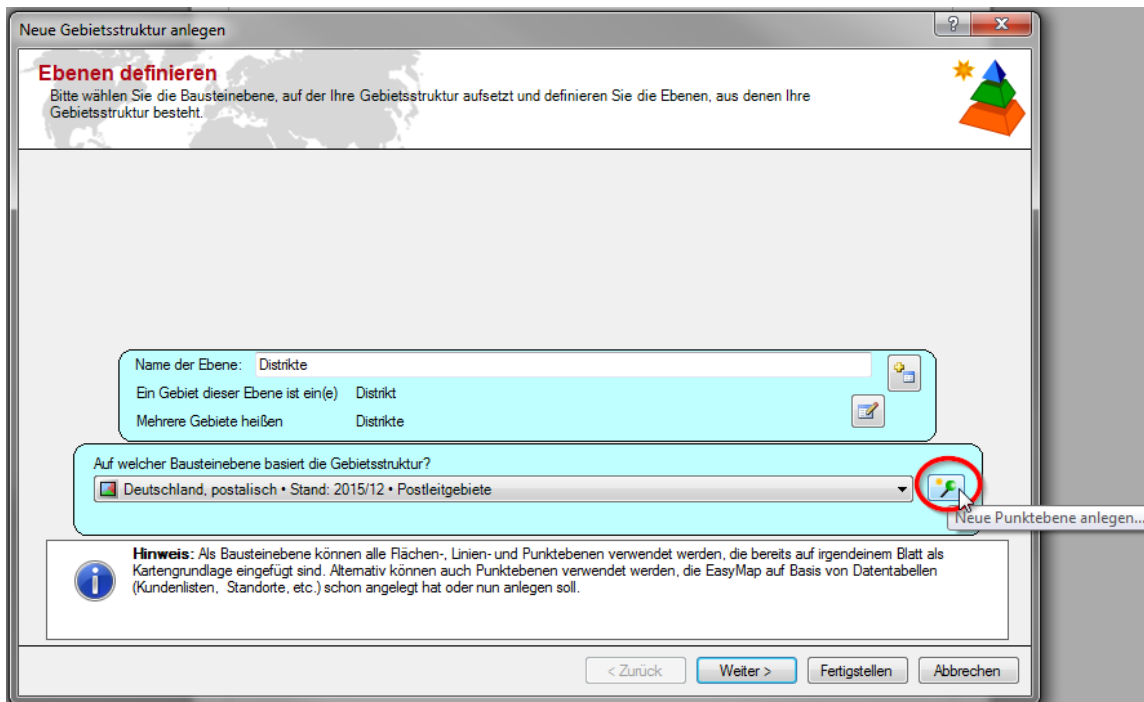 Neue Gebietsstruktur anlegen
Ebenen definieren
Bitte wählen Sie die Bausteinebene, auf der Ihre Gebietsstruktur aufsetzt und definieren Sie die Ebenen, aus denen Ihre
Gebietsstruktur besteht.
Name der Ebene: Distrikte
Ein Gebiet dieser Ebene ist ein(e) Distrikt
Mehrere Gebiete heißen Distrikte
Auf welcher Bausteinebene basiert die Gebietsstruktur?
Deutschland, postalisch • Stand: 2015/12 • Postleitgebiete
Neue Punktebene anlegen...
Hinweis: Als Bausteinebene können alle Flächen-, Linien- und Punktebenen verwendet werden, die bereits auf irgendeinem Blatt als
Kartengrundlage eingefügt sind. Alternativ können auch Punktebenen verwendet werden, die EasyMap auf Basis von Datentabellen
(Kundenlisten, Standorte, etc.) schon angelegt hat oder nun anlegen soll.
< Zurück Weiter > Fertigstellen Abbrechen